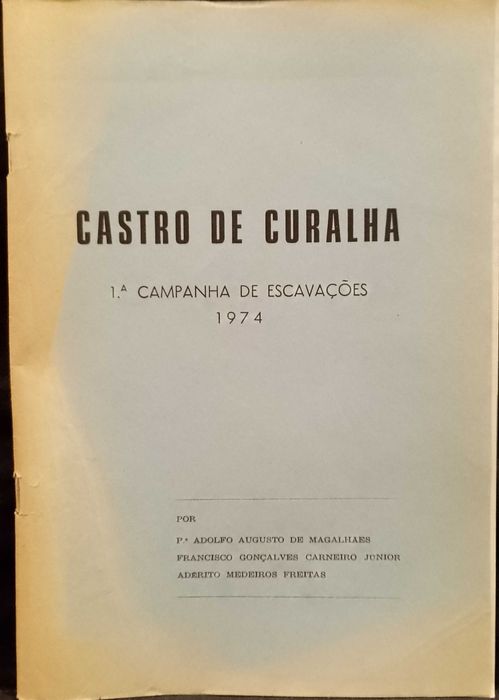 CASTRO DE CURALHA
1.ª CAMPANHA DE ESCAVAÇÕES
1974
POR
P.ᵉ ADOLFO AUGUSTO DE MAGALHAES
FRANCISCO GONÇALVES CARNEIRO JUNIOR
ADÉRITO MEDEIROS FREITAS